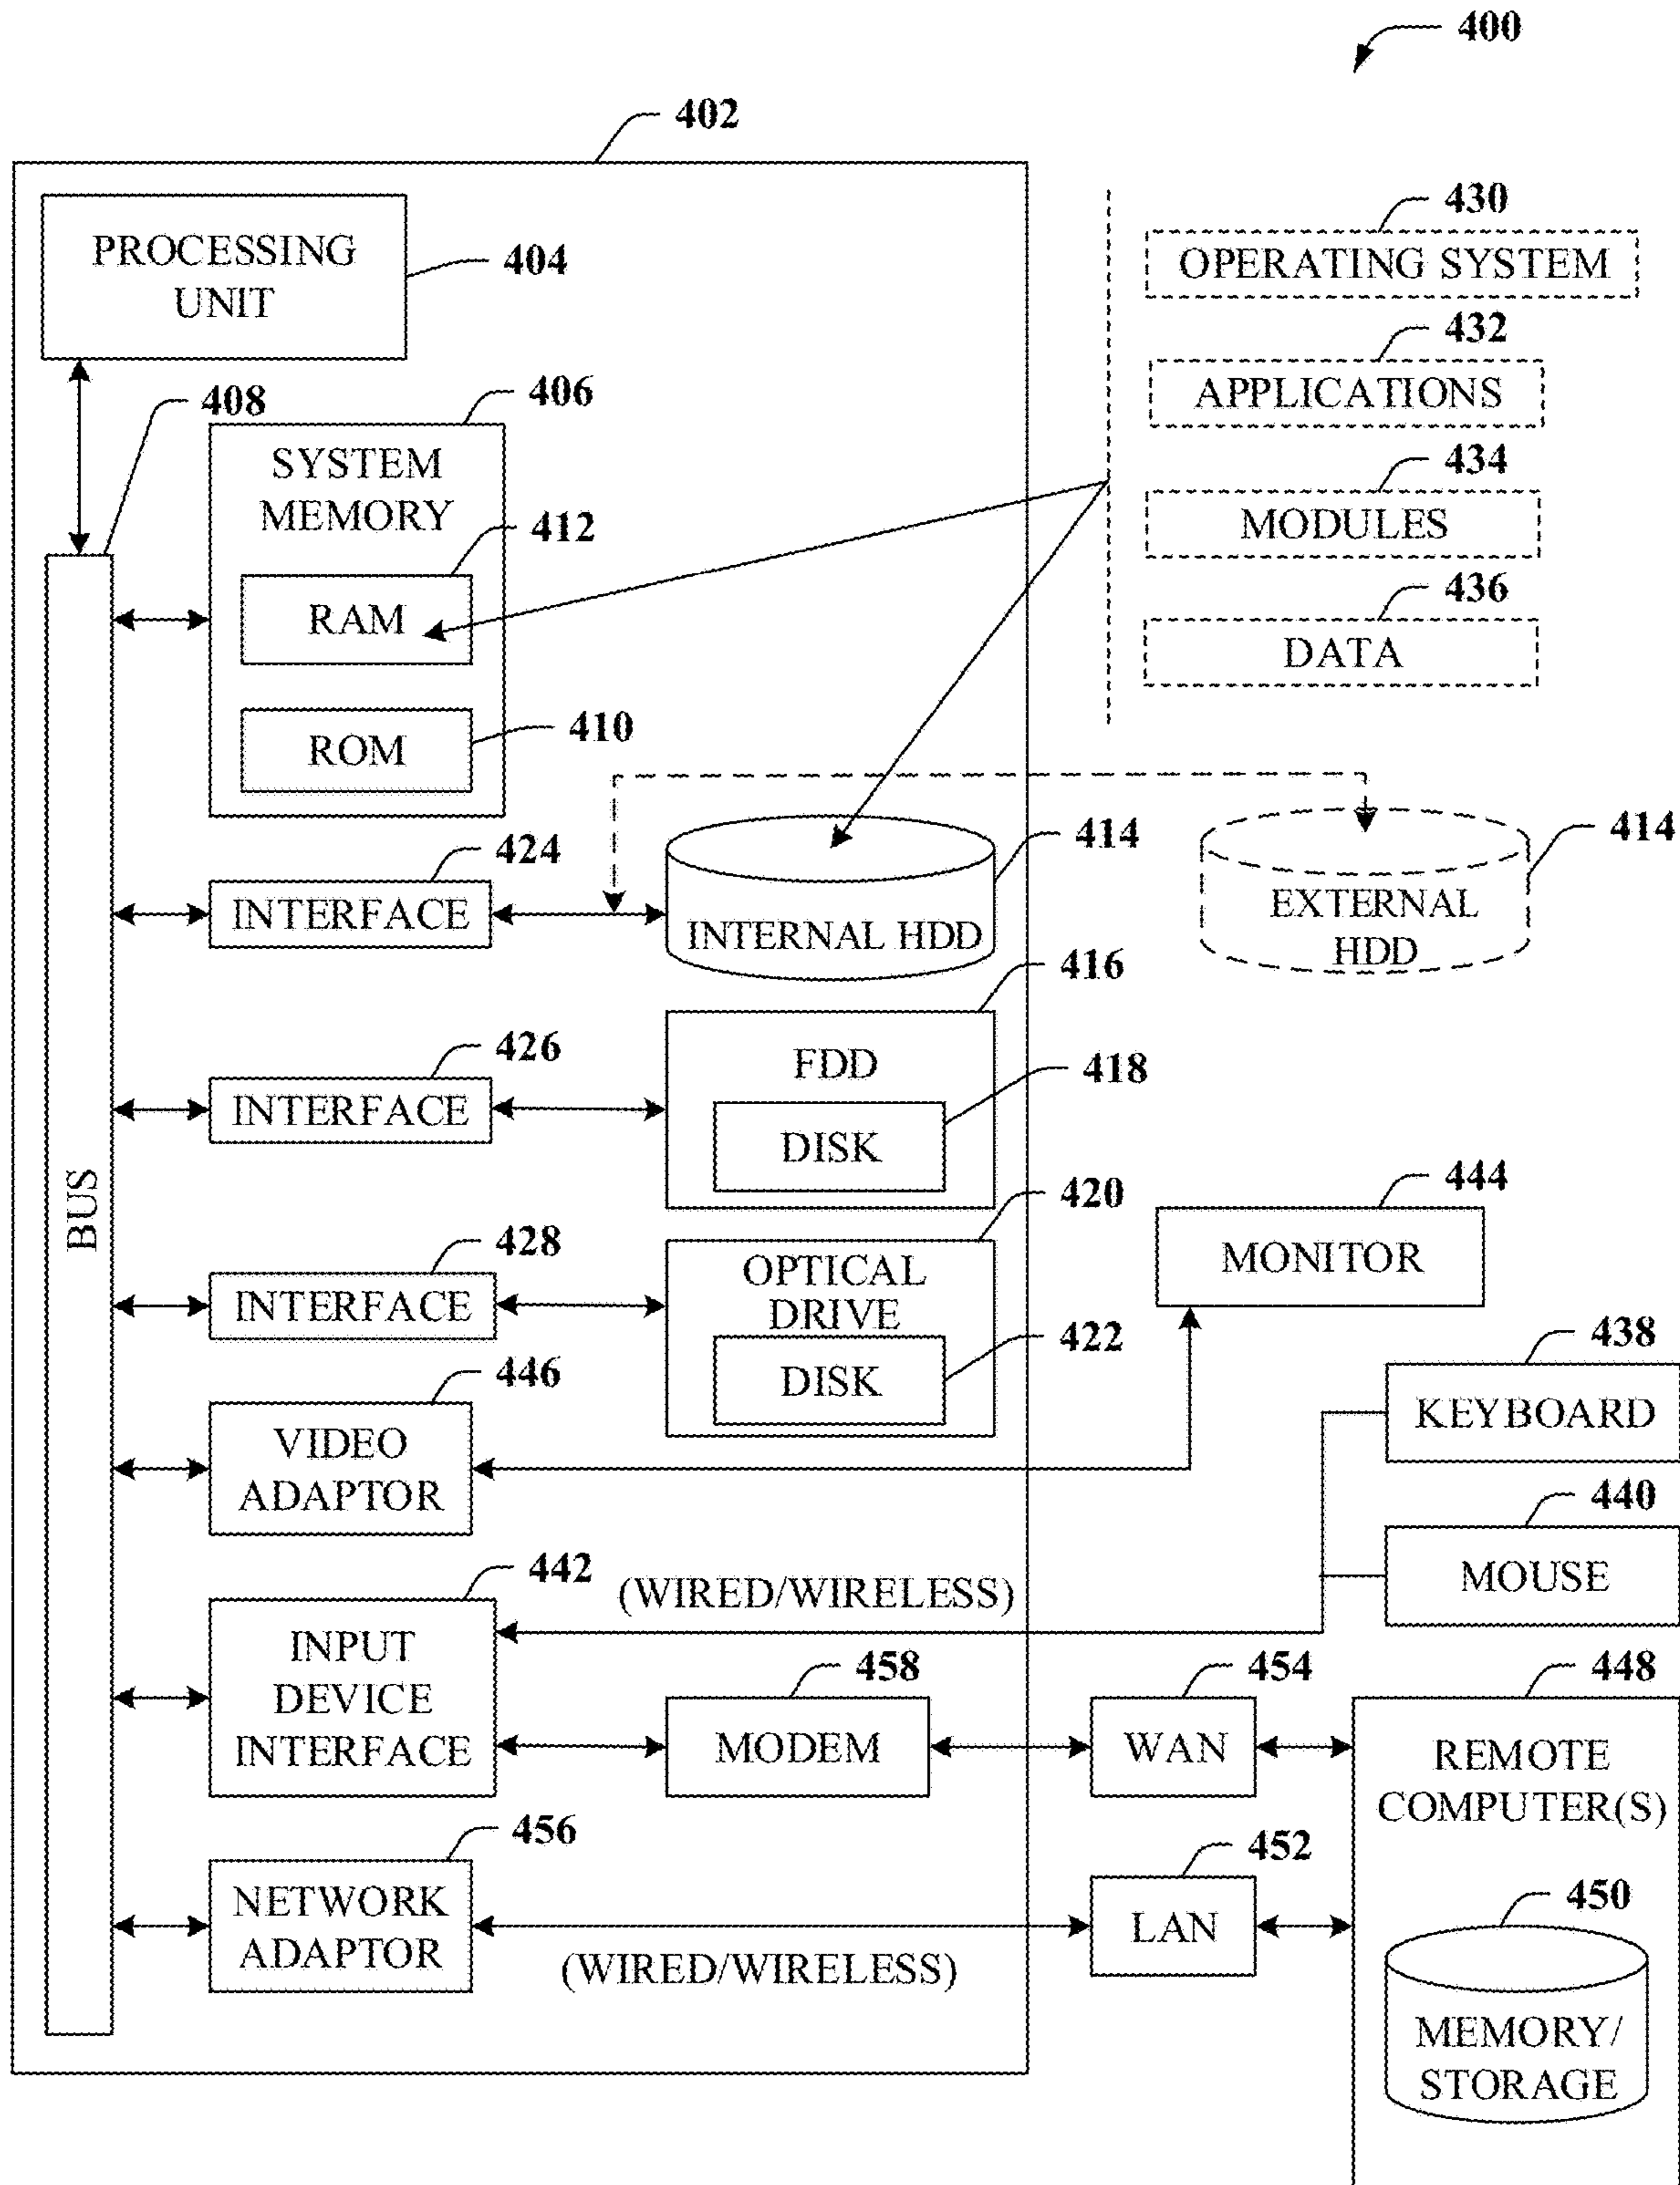 400
402
PROCESSING
UNIT
404
430
OPERATING SYSTEM
432
APPLICATIONS
434
MODULES
436
DATA
408
406
SYSTEM
MEMORY
412
RAM
410
ROM
424
INTERFACE
414
INTERNAL HDD
414
EXTERNAL
HDD
416
FDD
418
DISK
426
INTERFACE
BUS
420
OPTICAL
DRIVE
422
DISK
428
INTERFACE
444
MONITOR
438
KEYBOARD
446
VIDEO
ADAPTOR
440
MOUSE
442
INPUT
DEVICE
INTERFACE
(WIRED/WIRELESS)
458
MODEM
454
WAN
448
REMOTE
COMPUTER(S)
456
NETWORK
ADAPTOR
(WIRED/WIRELESS)
452
LAN
450
MEMORY/
STORAGE